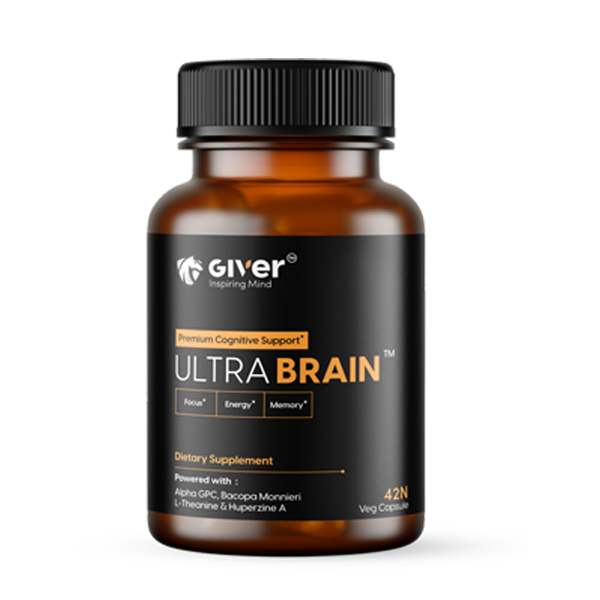 GIVer TM
Inspiring Mind
Premium Cognitive Support*
ULTRA BRAIN™
Focus* Energy* Memory*
Dietary Supplement
Powered with :
Alpha GPC, Bacopa Monnieri
L-Theanine & Huperzine A
42N
Veg Capsule